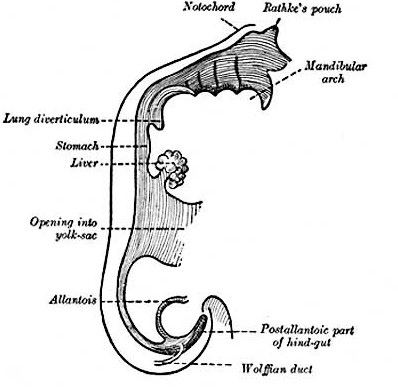 Notochord
Rathke's pouch
Mandibular
arch
Lung diverticulum
Stomach
Liver
Opening into
yolk-sac
Allantois
Postallantoic part
of hind-gut
Wolffian duct